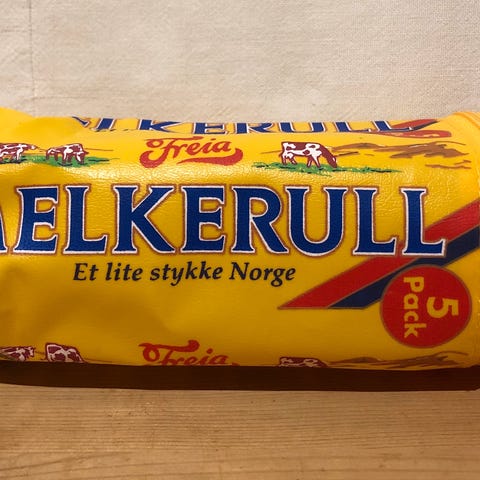 MELKERULL
Freia
MELKERULL
Et lite stykke Norge
5
Pack
Freia